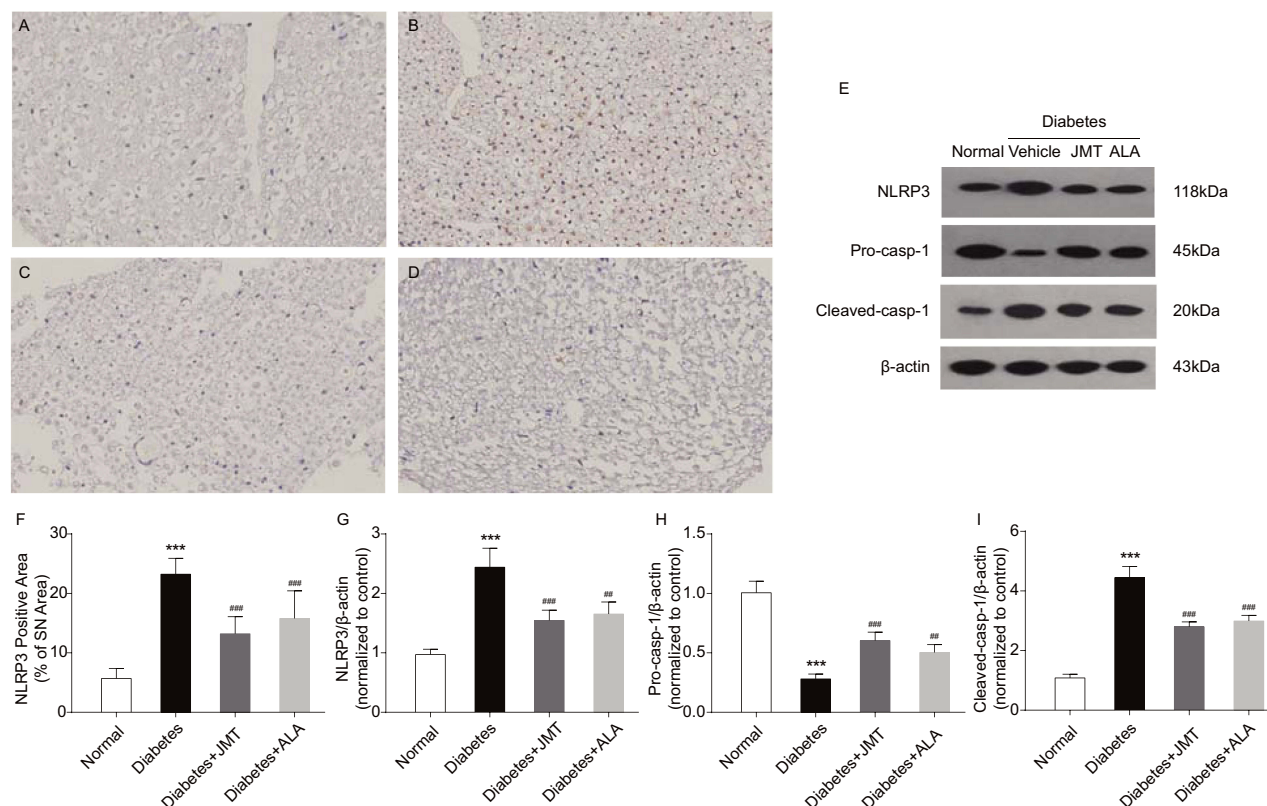 A
B
C
D
E
Diabetes
Normal Vehicle JMT ALA
NLRP3 118kDa
Pro-casp-1 45kDa
Cleaved-casp-1 20kDa
β-actin 43kDa
F
NLRP3 Positive Area
(% of SN Area)
30
20
10
0
***
###
###
Normal
Diabetes
Diabetes+JMT
Diabetes+ALA
G
NLRP3/β-actin
(normalized to control)
3
2
1
0
***
###
##
Normal
Diabetes
Diabetes+JMT
Diabetes+ALA
H
Pro-casp-1/β-actin
(normalized to control)
1.5
1.0
0.5
0.0
***
###
##
Normal
Diabetes
Diabetes+JMT
Diabetes+ALA
I
Cleaved-casp-1/β-actin
(normalized to control)
6
4
2
0
***
###
###
Normal
Diabetes
Diabetes+JMT
Diabetes+ALA